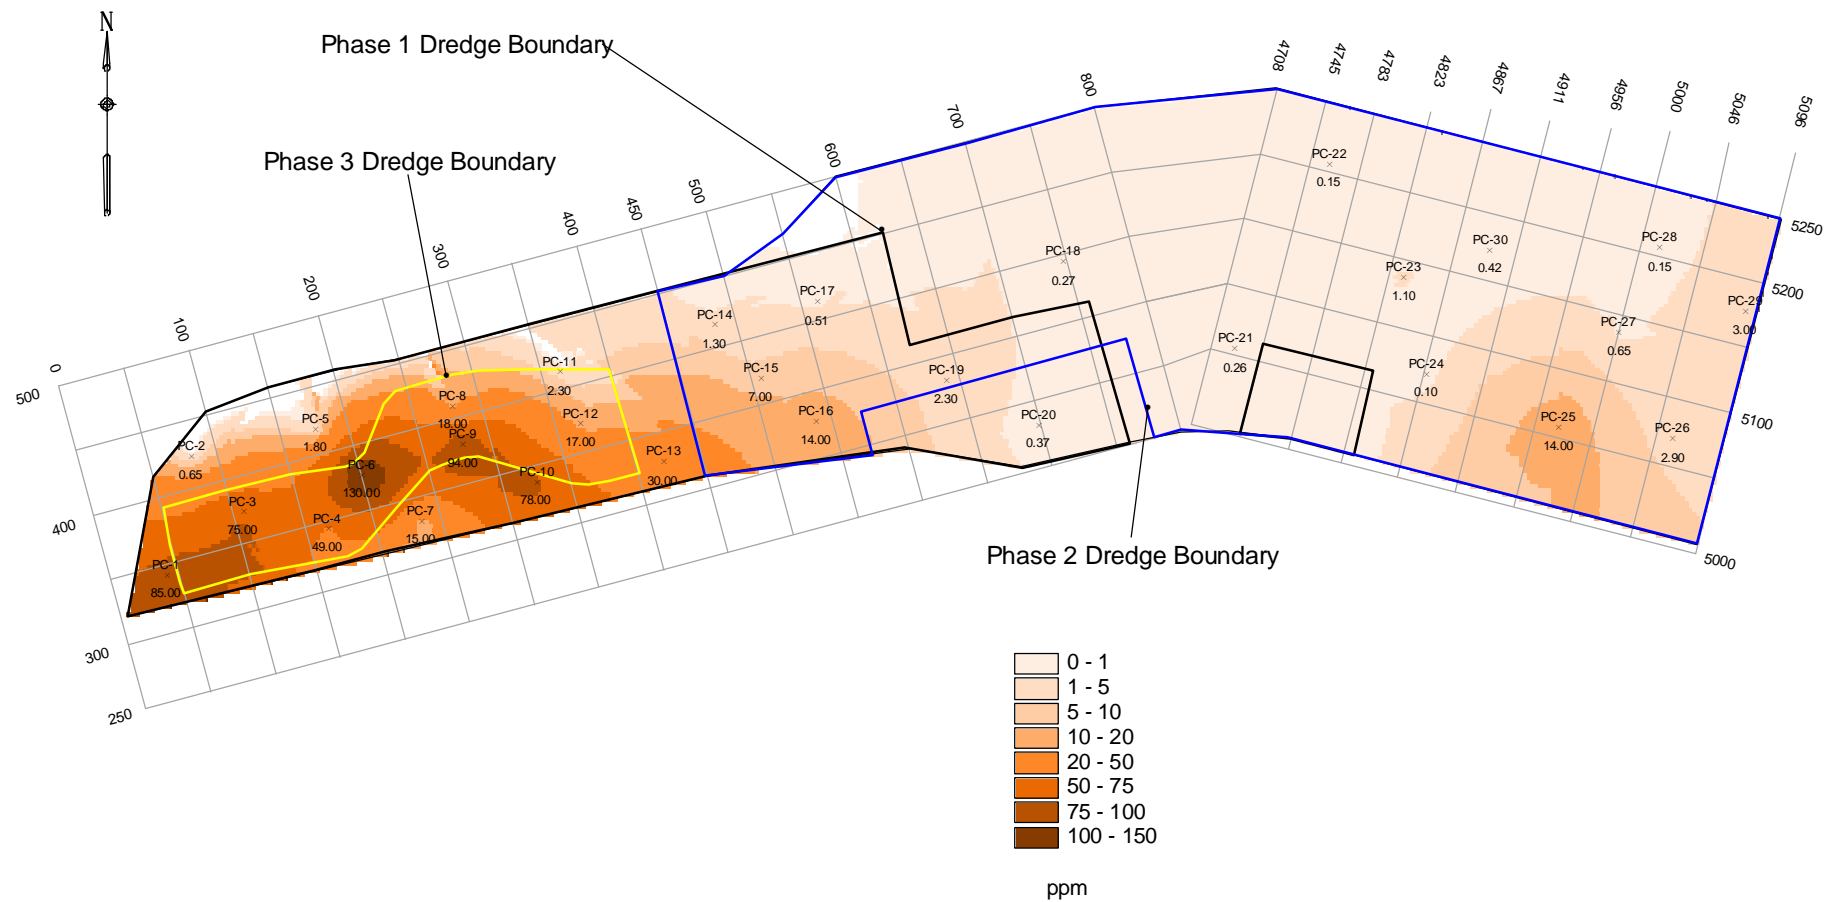 N
Phase 1 Dredge Boundary
Phase 3 Dredge Boundary
Phase 2 Dredge Boundary
0
100
200
300
400
450
500
600
700
800
4708
4745
4783
4823
4867
4911
4956
5000
5046
5096
500
400
300
250
5250
5200
5100
5000
PC-1
85.00
PC-2
0.65
PC-3
75.00
PC-4
49.00
PC-5
1.80
PC-6
130.00
PC-7
15.00
PC-8
18.00
PC-9
94.00
PC-10
78.00
PC-11
2.30
PC-12
17.00
PC-13
30.00
PC-14
1.30
PC-15
7.00
PC-16
14.00
PC-17
0.51
PC-18
0.27
PC-19
2.30
PC-20
0.37
PC-21
0.26
PC-22
0.15
PC-23
1.10
PC-24
0.10
PC-25
14.00
PC-26
2.90
PC-27
0.65
PC-28
0.15
PC-29
3.00
PC-30
0.42
0 - 1
1 - 5
5 - 10
10 - 20
20 - 50
50 - 75
75 - 100
100 - 150
ppm